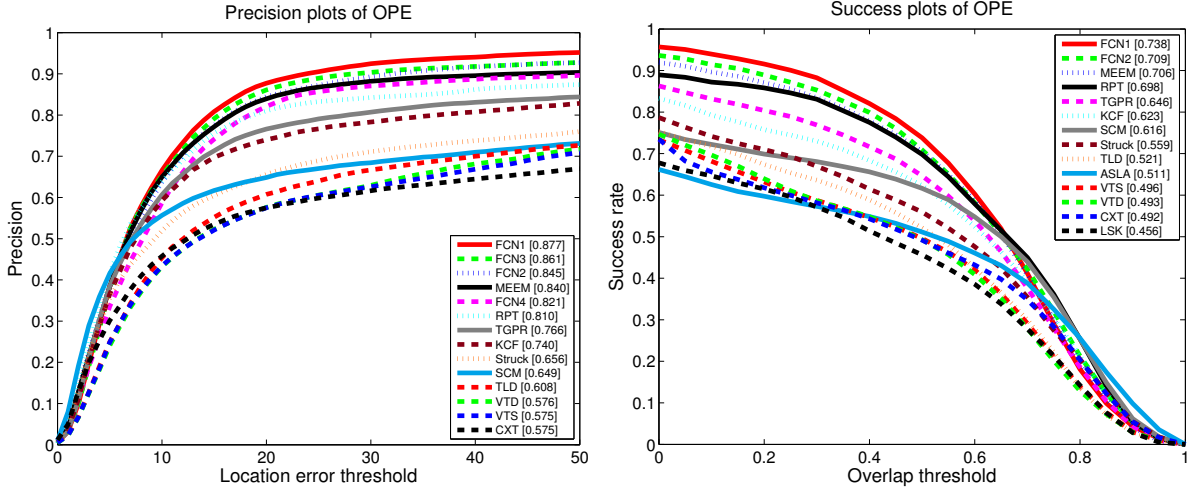 Precision plots of OPE
1
0.9
0.8
0.7
0.6
0.5
0.4
0.3
0.2
0.1
0
Precision
0 10 20 30 40 50
Location error threshold
FCN1 [0.877]
FCN3 [0.861]
FCN2 [0.845]
MEEM [0.840]
FCN4 [0.821]
RPT [0.810]
TGPR [0.766]
KCF [0.740]
Struck [0.656]
SCM [0.649]
TLD [0.608]
VTD [0.576]
VTS [0.575]
CXT [0.575]
Success plots of OPE
1
0.9
0.8
0.7
0.6
0.5
0.4
0.3
0.2
0.1
0
Success rate
0 0.2 0.4 0.6 0.8 1
Overlap threshold
FCN1 [0.738]
FCN2 [0.709]
MEEM [0.706]
RPT [0.698]
TGPR [0.646]
KCF [0.623]
SCM [0.616]
Struck [0.559]
TLD [0.521]
ASLA [0.511]
VTS [0.496]
VTD [0.493]
CXT [0.492]
LSK [0.456]